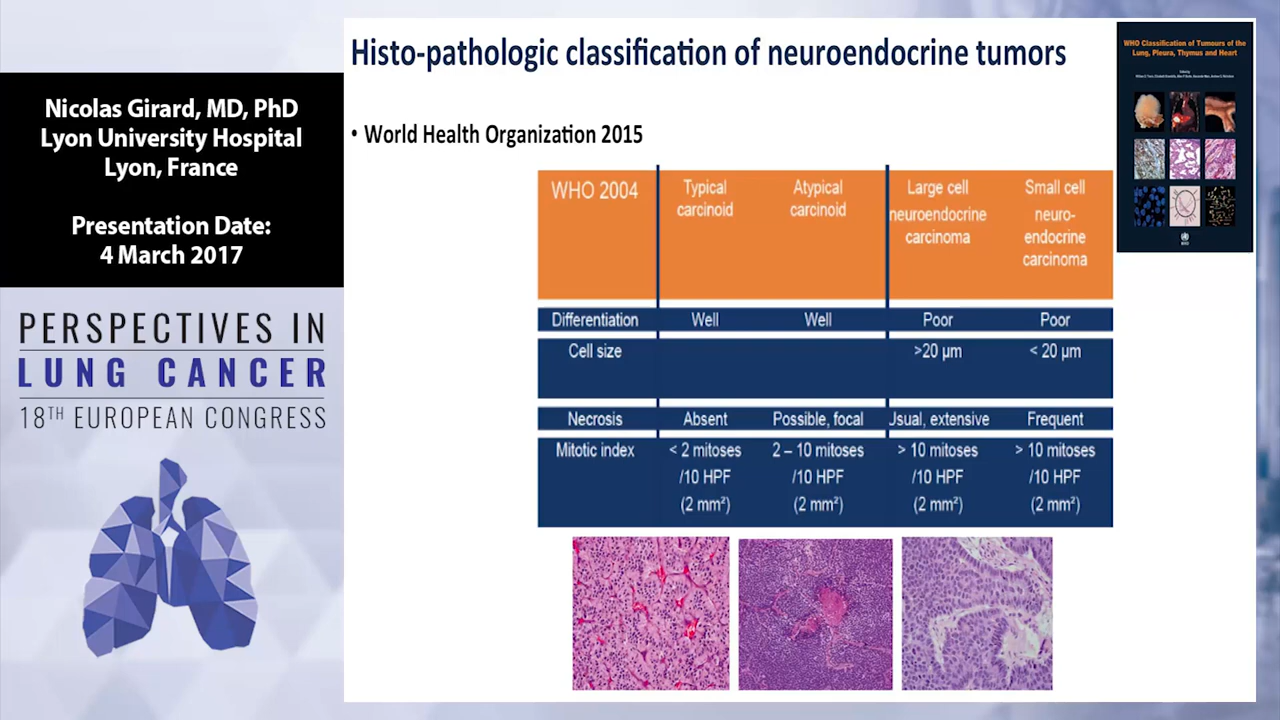 Nicolas Girard, MD, PhD
Lyon University Hospital
Lyon, France
Presentation Date:
4 March 2017
PERSPECTIVES IN
LUNG CANCER
18TH EUROPEAN CONGRESS
Histo-pathologic classification of neuroendocrine tumors
• World Health Organization 2015
WHO 2004
Typical
carcinoid
Atypical
carcinoid
Large cell
neuroendocrine
carcinoma
Small cell
neuro-
endocrine
carcinoma
Differentiation Well Well Poor Poor
Cell size >20 µm < 20 µm
Necrosis Absent Possible, focal Usual, extensive Frequent
Mitotic index < 2 mitoses 2 – 10 mitoses > 10 mitoses > 10 mitoses
/10 HPF /10 HPF /10 HPF /10 HPF
(2 mm²) (2 mm²) (2 mm²) (2 mm²)
WHO Classification of Tumours of the
Lung, Pleura, Thymus and Heart